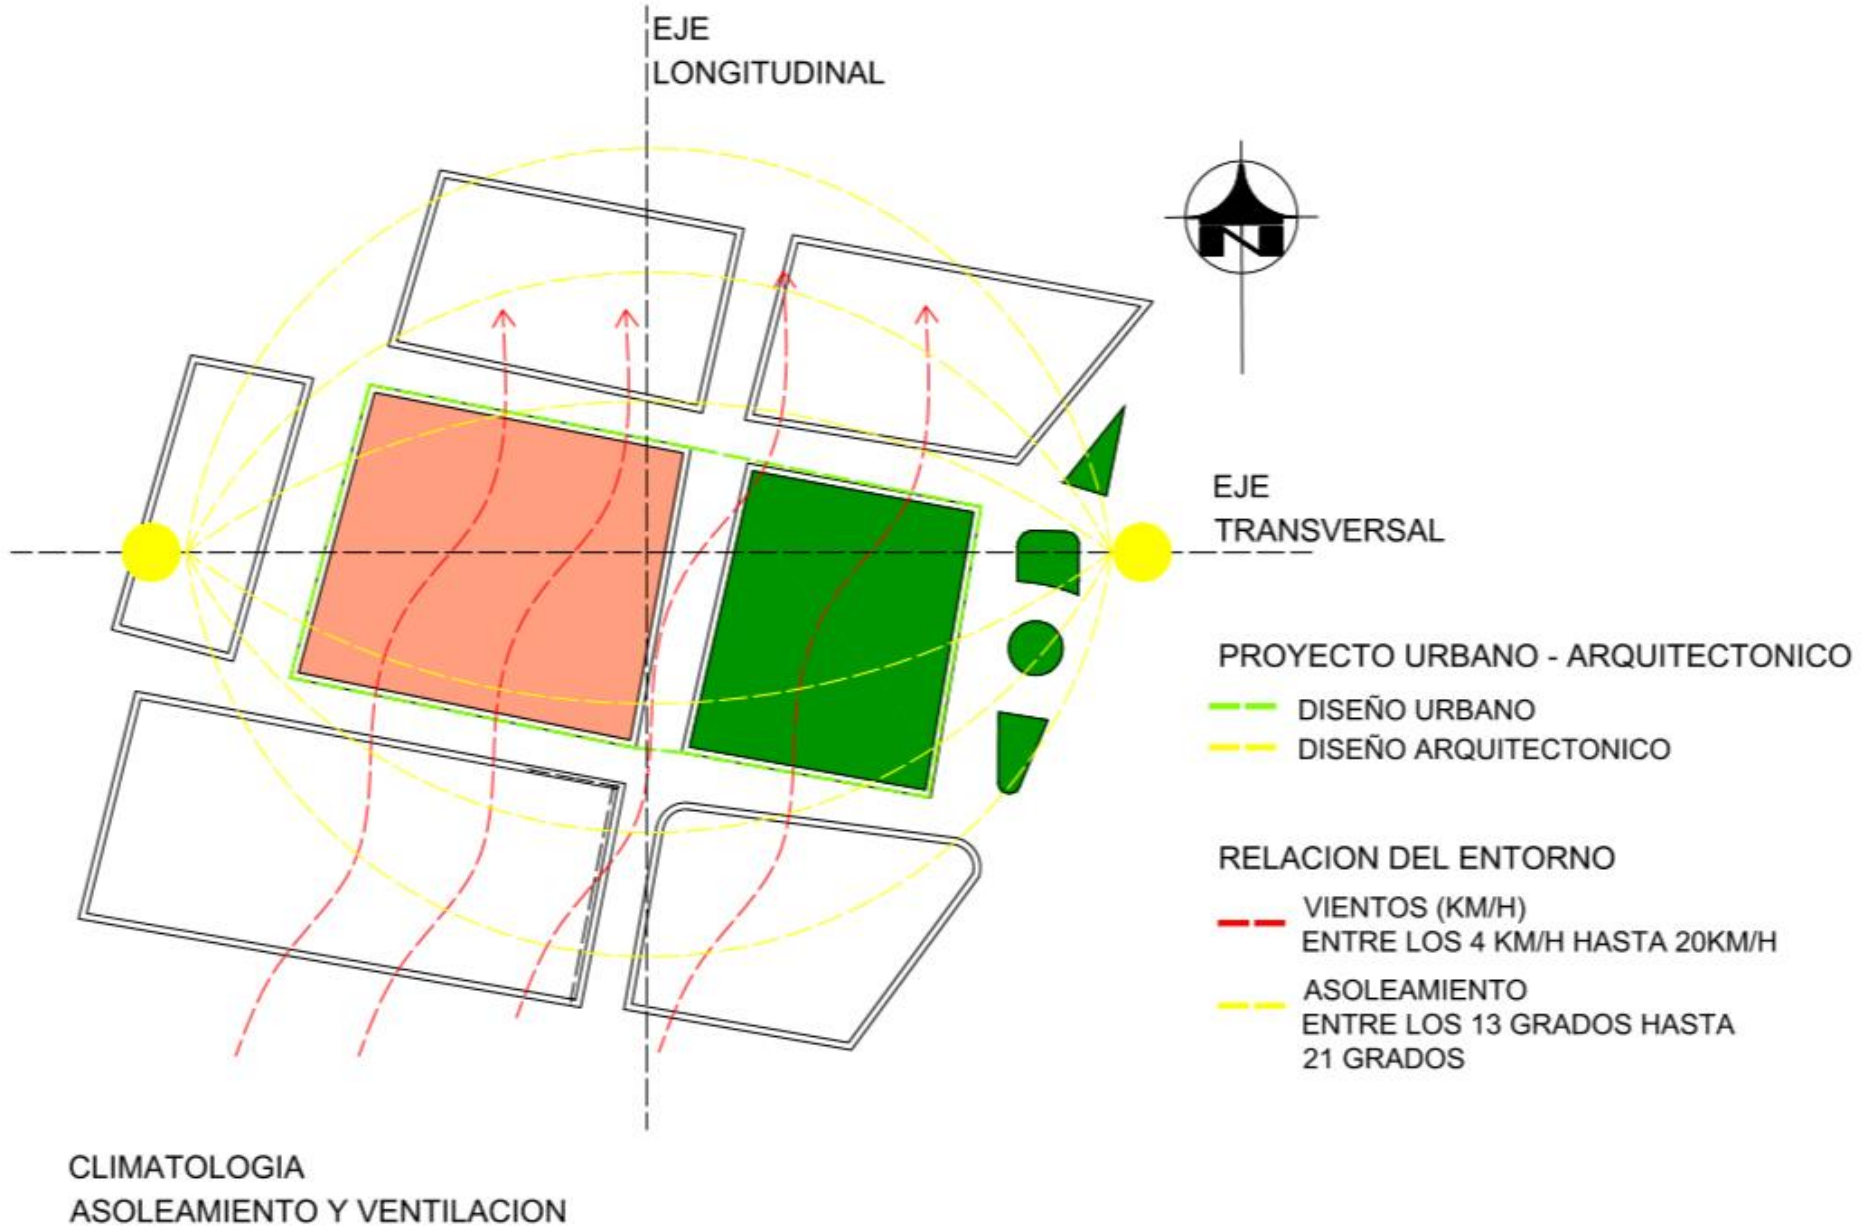 EJE
LONGITUDINAL
N
EJE
TRANSVERSAL
PROYECTO URBANO - ARQUITECTONICO
DISEÑO URBANO
DISEÑO ARQUITECTONICO
RELACION DEL ENTORNO
VIENTOS (KM/H)
ENTRE LOS 4 KM/H HASTA 20KM/H
ASOLEAMIENTO
ENTRE LOS 13 GRADOS HASTA
21 GRADOS
CLIMATOLOGIA
ASOLEAMIENTO Y VENTILACION